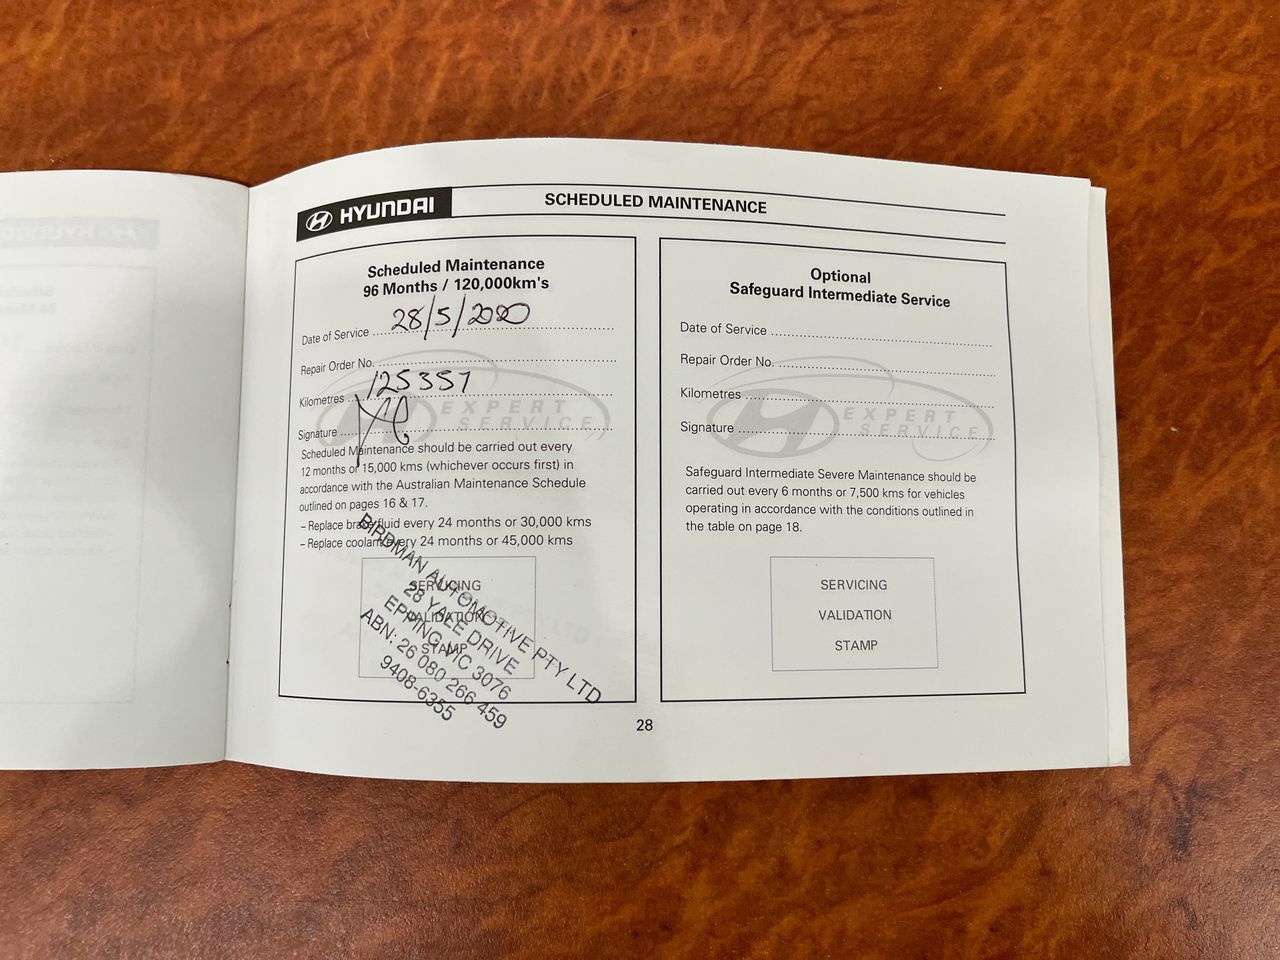 HYUNDAI
SCHEDULED MAINTENANCE
Scheduled Maintenance
96 Months / 120,000km's
Date of Service 28/5/2020
Repair Order No.
Kilometres 125357
Signature
EXPERT
SERVICE
Scheduled Maintenance should be carried out every
12 months or 15,000 kms (whichever occurs first) in
accordance with the Australian Maintenance Schedule
outlined on pages 16 & 17.
– Replace brake fluid every 24 months or 30,000 kms
– Replace coolant every 24 months or 45,000 kms
SERVICING
VALIDATION
STAMP
BIRDMAN AUTOMOTIVE PTY LTD
28 YALE DRIVE
EPPING VIC 3076
ABN: 26 080 266 459
9408-6355
Optional
Safeguard Intermediate Service
Date of Service
Repair Order No.
Kilometres
Signature
EXPERT
SERVICE
Safeguard Intermediate Severe Maintenance should be
carried out every 6 months or 7,500 kms for vehicles
operating in accordance with the conditions outlined in
the table on page 18.
SERVICING
VALIDATION
STAMP
28